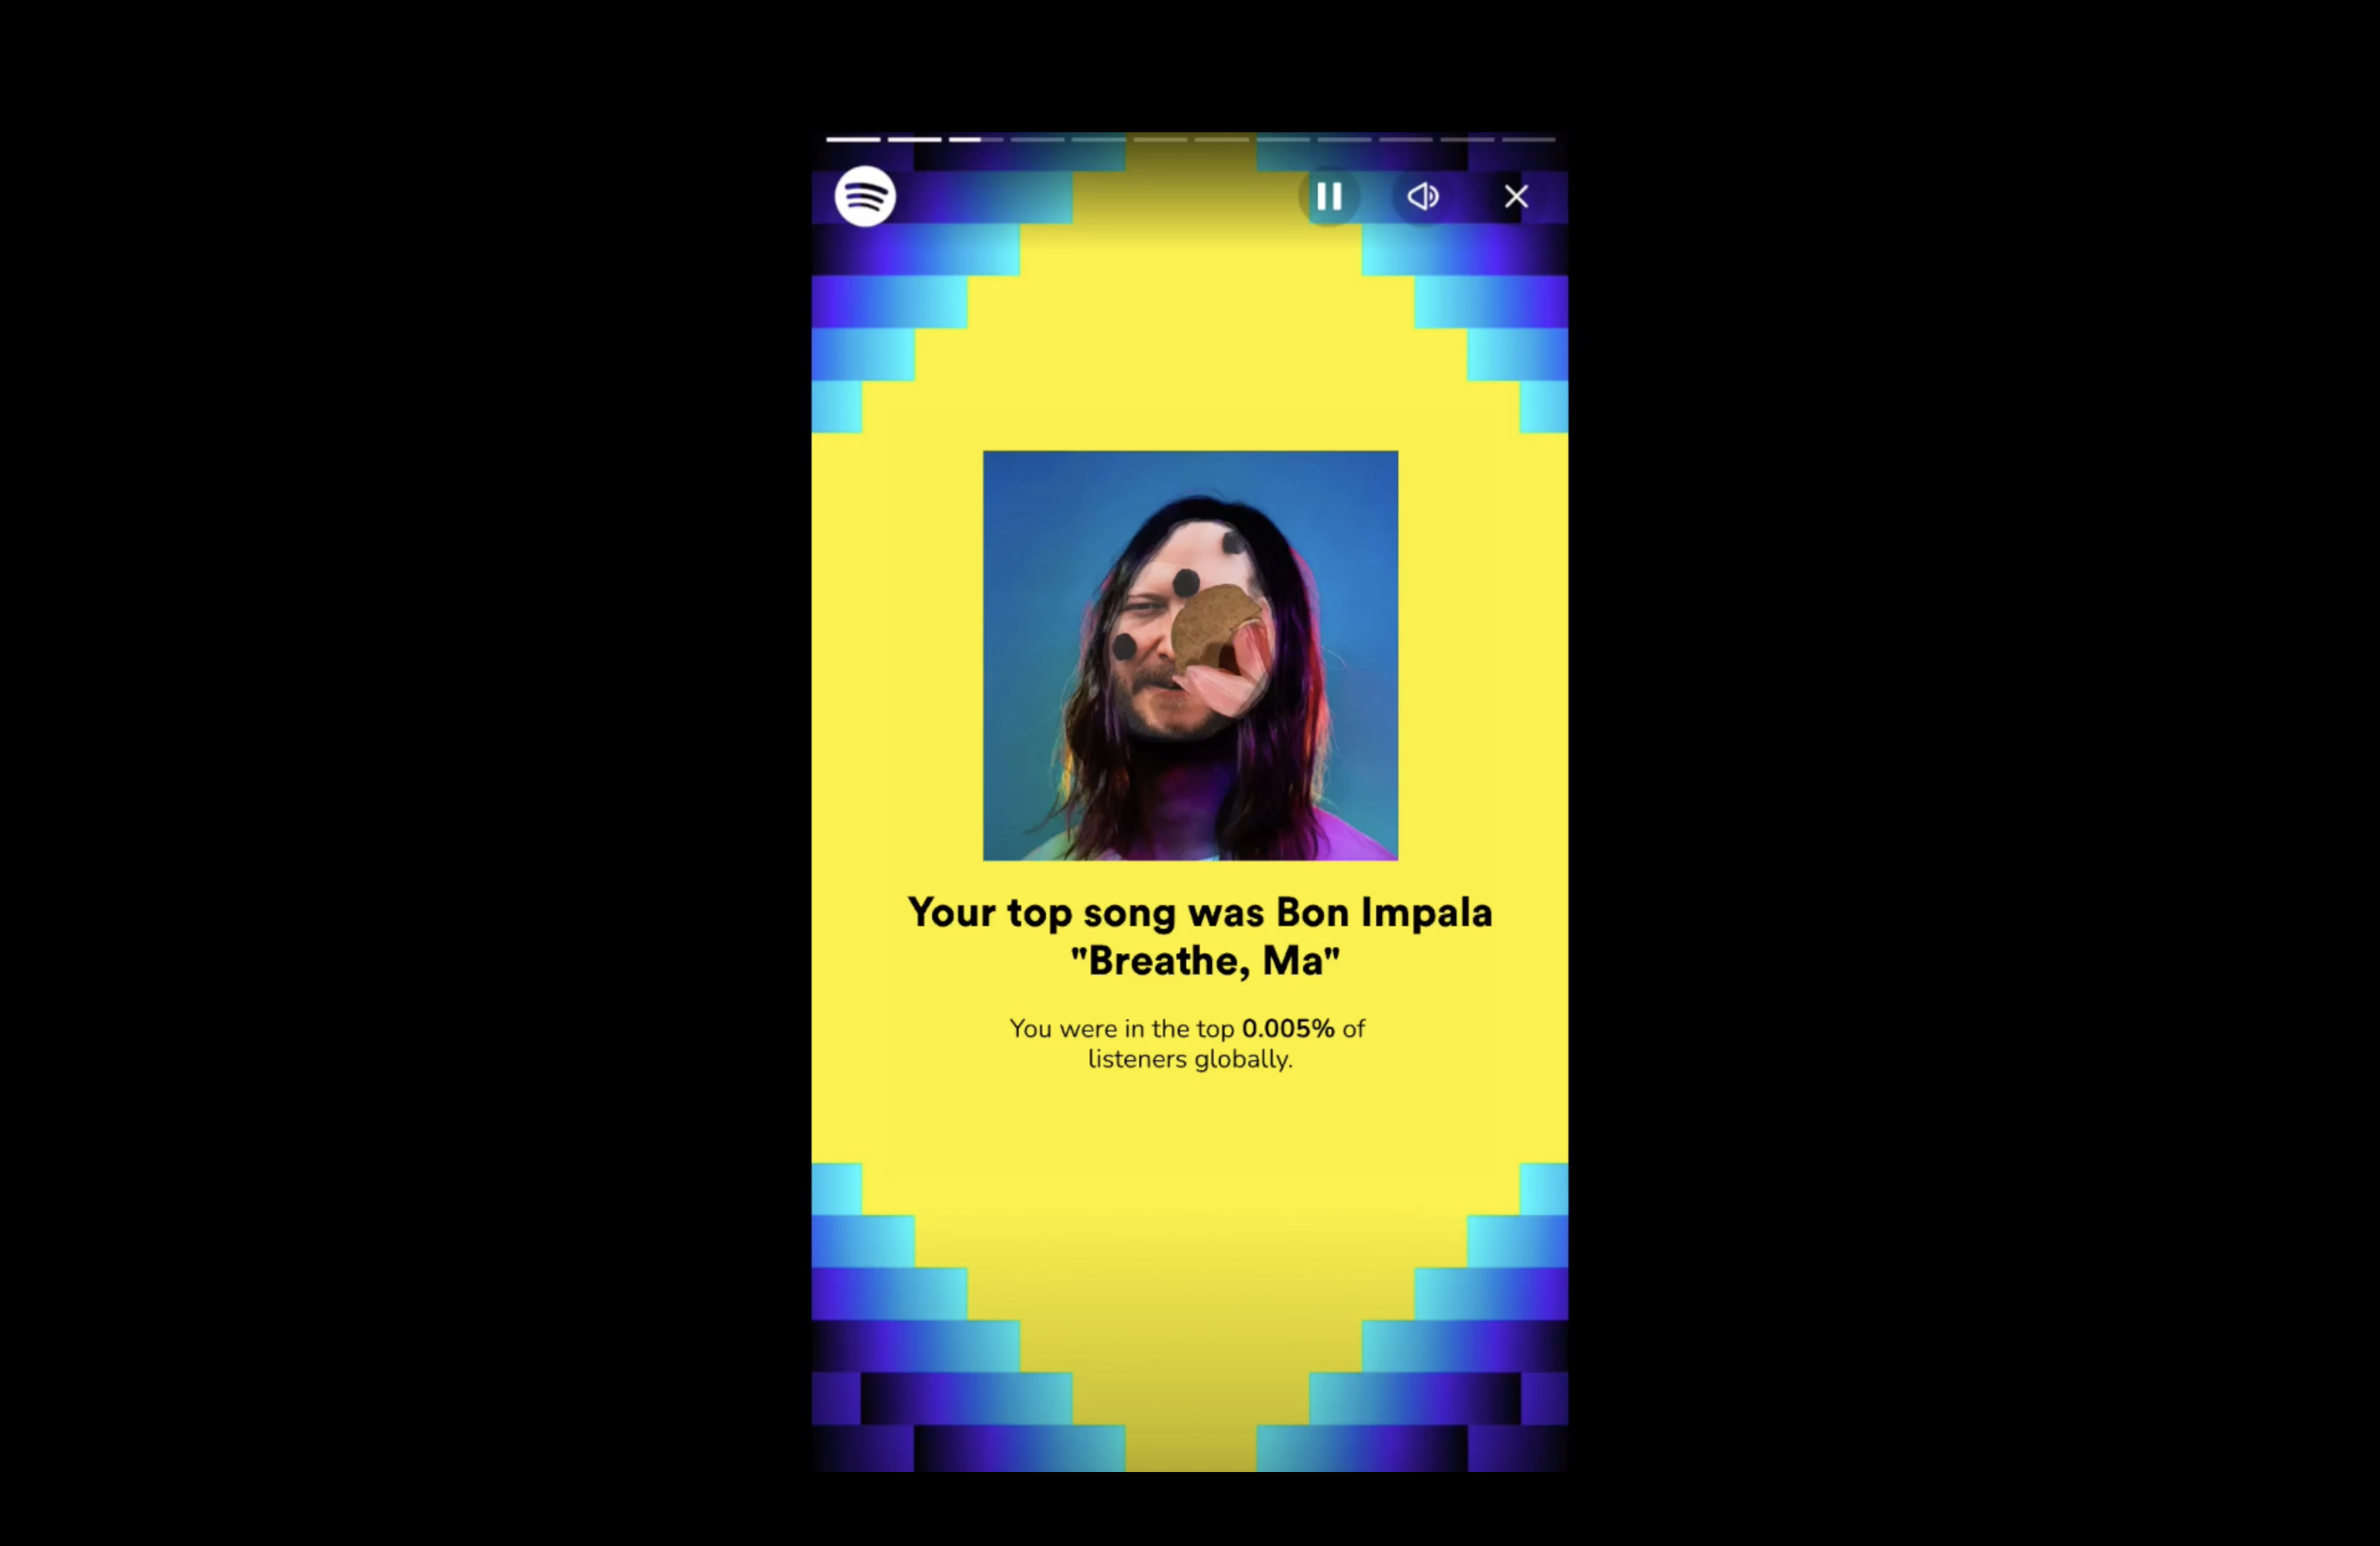 Your top song was Bon Impala
"Breathe, Ma"
You were in the top 0.005% of
listeners globally.